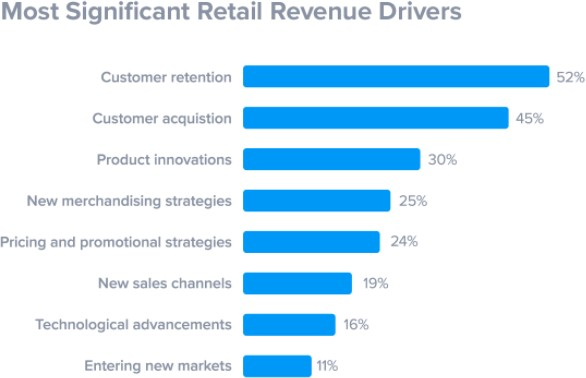 Most Significant Retail Revenue Drivers
Customer retention 52%
Customer acquistion 45%
Product innovations 30%
New merchandising strategies 25%
Pricing and promotional strategies 24%
New sales channels 19%
Technological advancements 16%
Entering new markets 11%